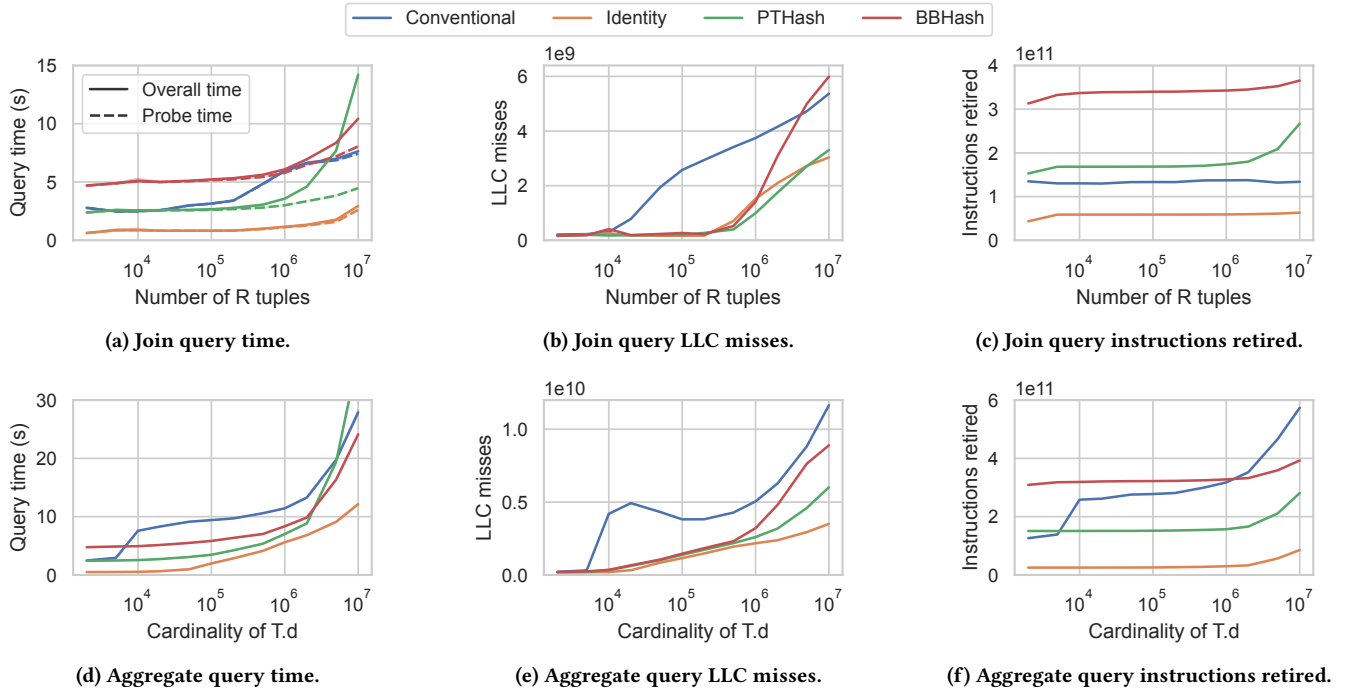 Conventional Identity PTHash BBHash
Query time (s)
15
10
5
0
Overall time
Probe time
10^4 10^5 10^6 10^7
Number of R tuples
(a) Join query time.
1e9
LLC misses
6
4
2
0
10^4 10^5 10^6 10^7
Number of R tuples
(b) Join query LLC misses.
1e11
Instructions retired
4
3
2
1
0
10^4 10^5 10^6 10^7
Number of R tuples
(c) Join query instructions retired.
Query time (s)
30
20
10
0
10^4 10^5 10^6 10^7
Cardinality of T.d
(d) Aggregate query time.
1e10
LLC misses
1.0
0.5
0.0
10^4 10^5 10^6 10^7
Cardinality of T.d
(e) Aggregate query LLC misses.
1e11
Instructions retired
6
4
2
0
10^4 10^5 10^6 10^7
Cardinality of T.d
(f) Aggregate query instructions retired.